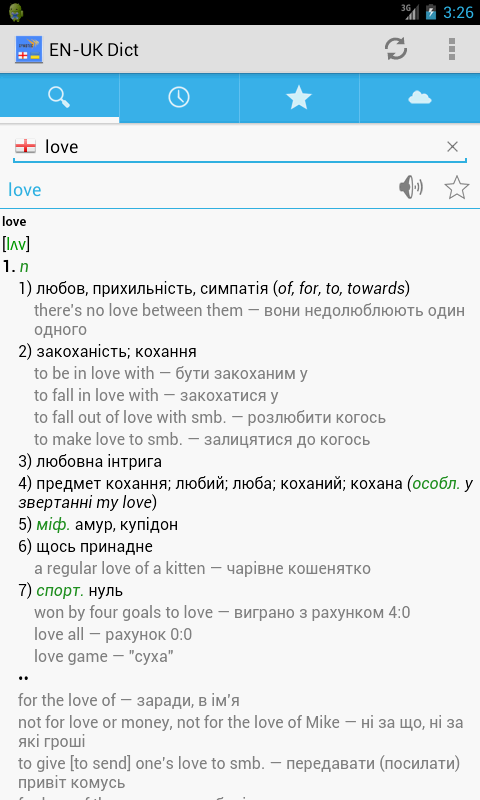 3G 3:26
EN-UK Dict
love
love
love
[lʌv]
1. n
1) любов, прихильність, симпатія (of, for, to, towards)
there's no love between them — вони недолюблюють один
одного
2) закоханість; кохання
to be in love with — бути закоханим у
to fall in love with — закохатися у
to fall out of love with smb. — розлюбити когось
to make love to smb. — залицятися до когось
3) любовна інтрига
4) предмет кохання; любий; люба; коханий; кохана (особл. у
звертанні my love)
5) міф. амур, купідон
6) щось принадне
a regular love of a kitten — чарівне кошенятко
7) спорт. нуль
won by four goals to love — виграно з рахунком 4:0
love all — рахунок 0:0
love game — "суха"
••
for the love of — заради, в ім'я
not for love or money, not for the love of Mike — ні за що, ні за
які гроші
to give [to send] one's love to smb. — передавати (посилати)
привіт комусь